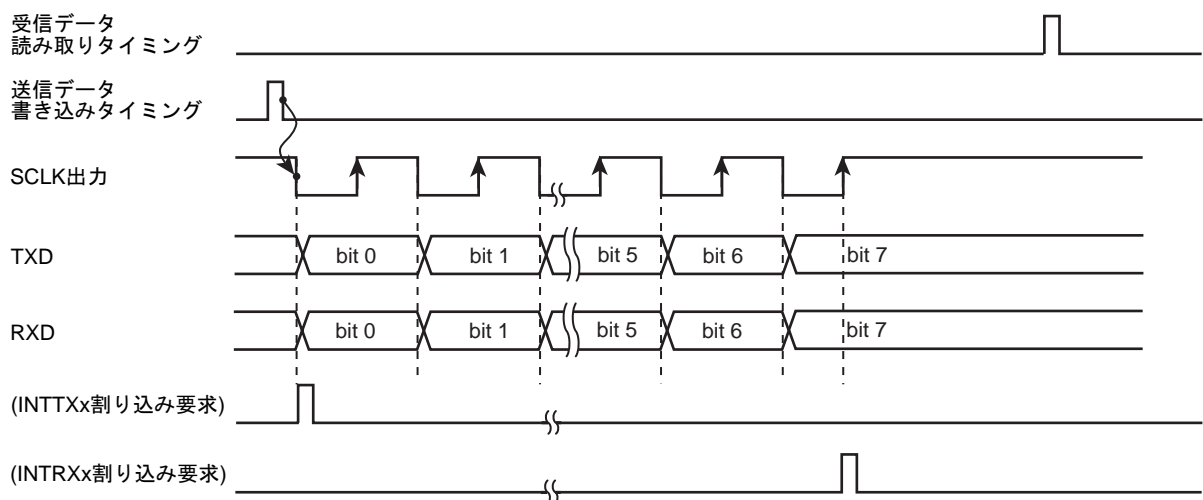 受信データ
読み取りタイミング
送信データ
書き込みタイミング
SCLK出力
TXD
bit 0
bit 1
bit 5
bit 6
bit 7
RXD
bit 0
bit 1
bit 5
bit 6
bit 7
(INTTXx割り込み要求)
(INTRXx割り込み要求)